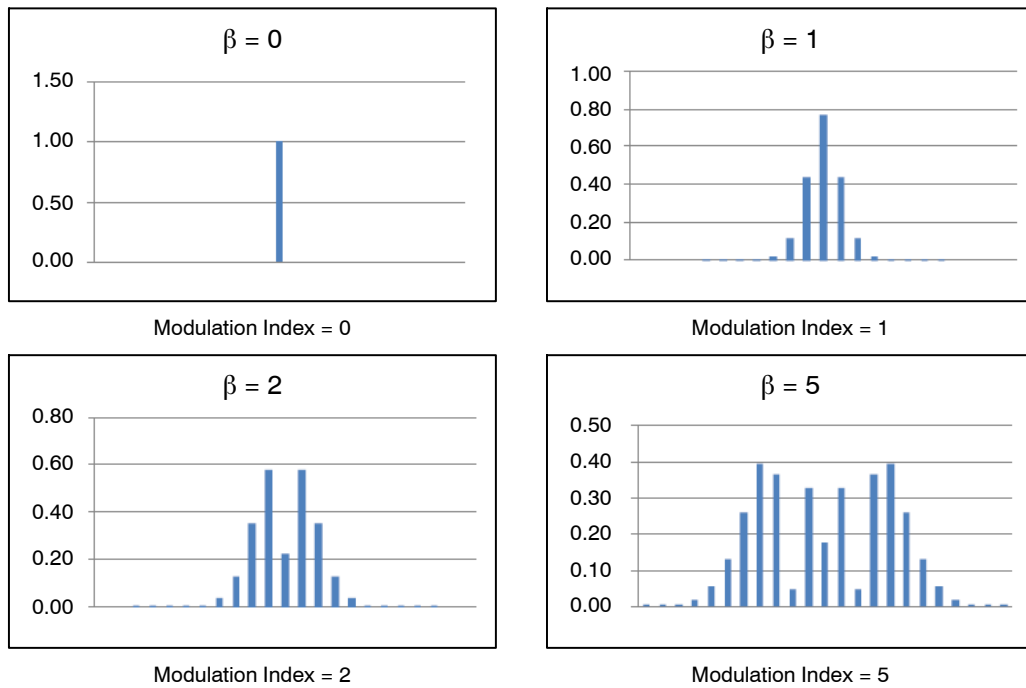 β = 0
1.50
1.00
0.50
0.00
Modulation Index = 0
β = 1
1.00
0.80
0.60
0.40
0.20
0.00
Modulation Index = 1
β = 2
0.80
0.60
0.40
0.20
0.00
Modulation Index = 2
β = 5
0.50
0.40
0.30
0.20
0.10
0.00
Modulation Index = 5